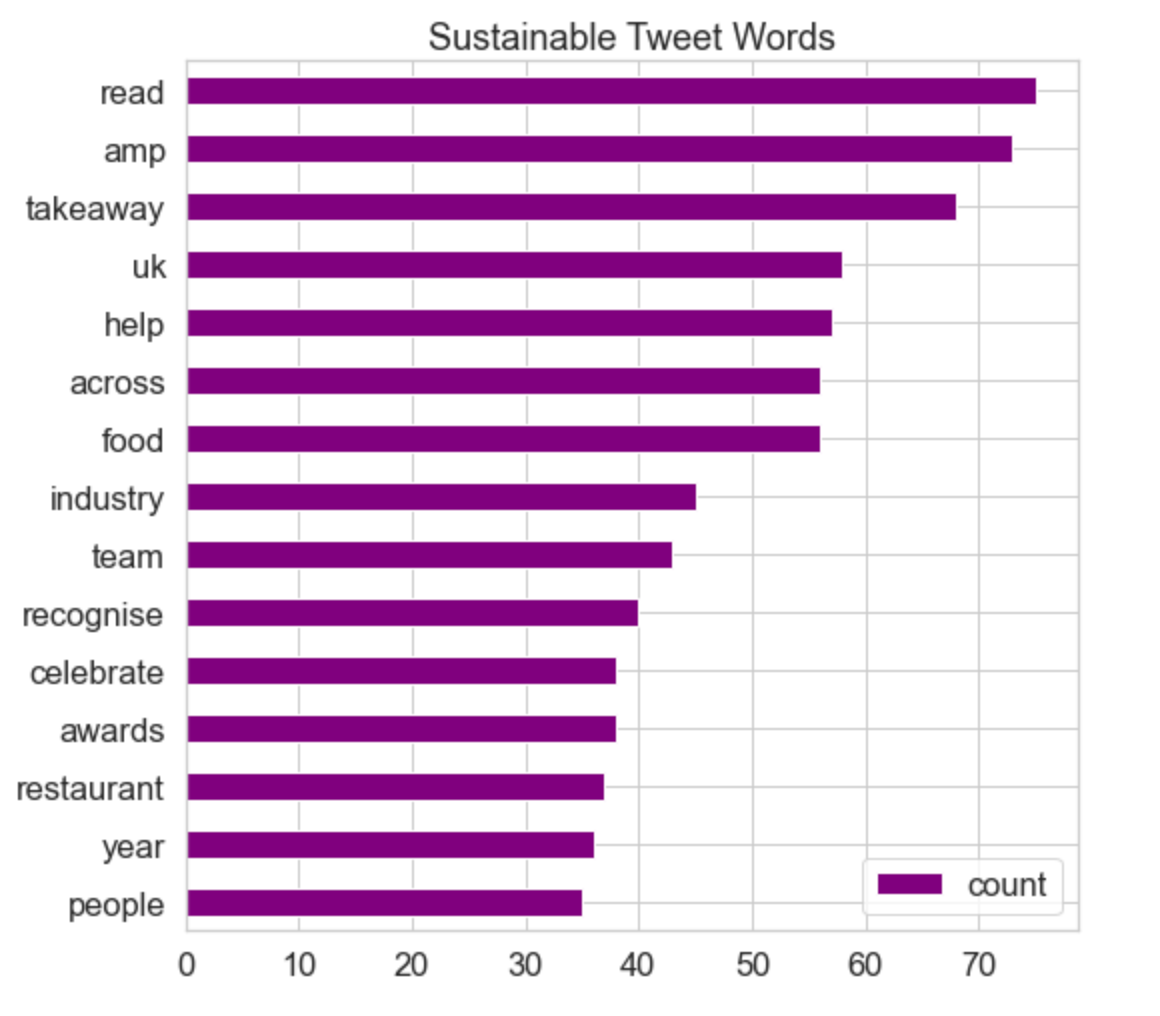 Sustainable Tweet Words
read
amp
takeaway
uk
help
across
food
industry
team
recognise
celebrate
awards
restaurant
year
people
count
0 10 20 30 40 50 60 70